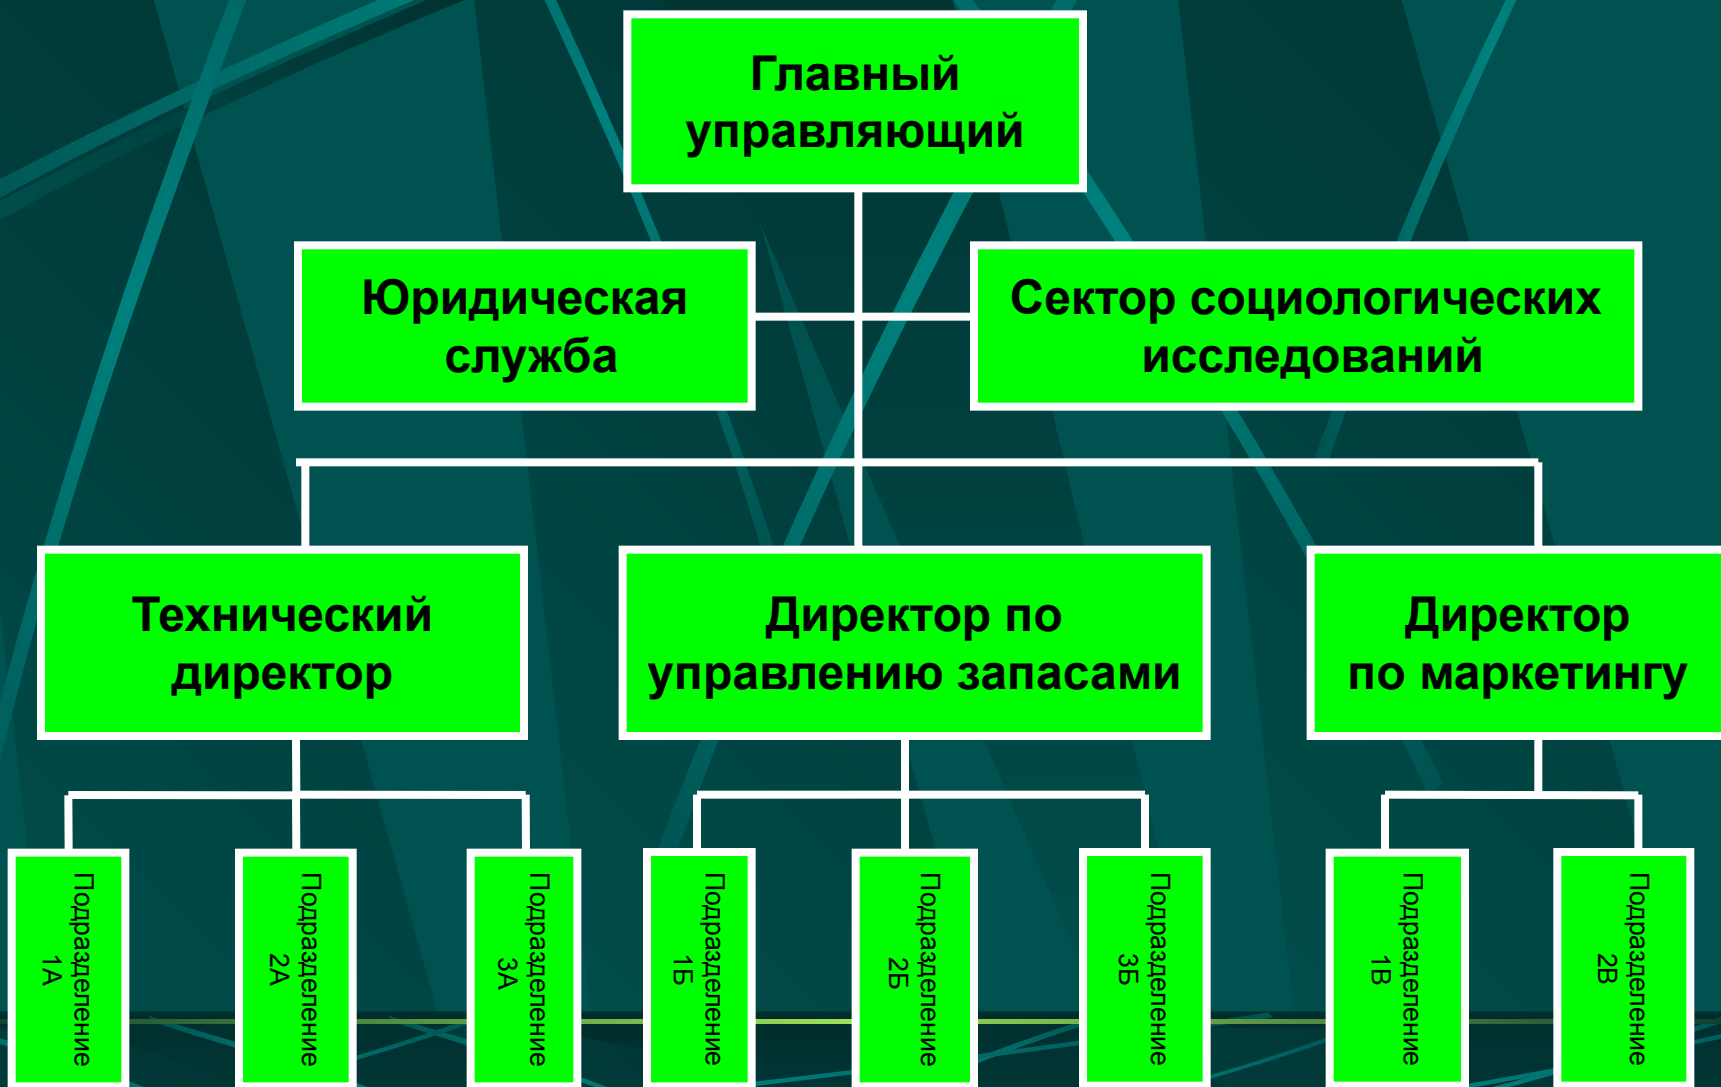 Главный
управляющий
Юридическая
служба
Сектор социологических
исследований
Технический
директор
Директор по
управлению запасами
Директор
по маркетингу
Подразделение
1А
Подразделение
2А
Подразделение
3А
Подразделение
1Б
Подразделение
2Б
Подразделение
3Б
Подразделение
1В
Подразделение
2В